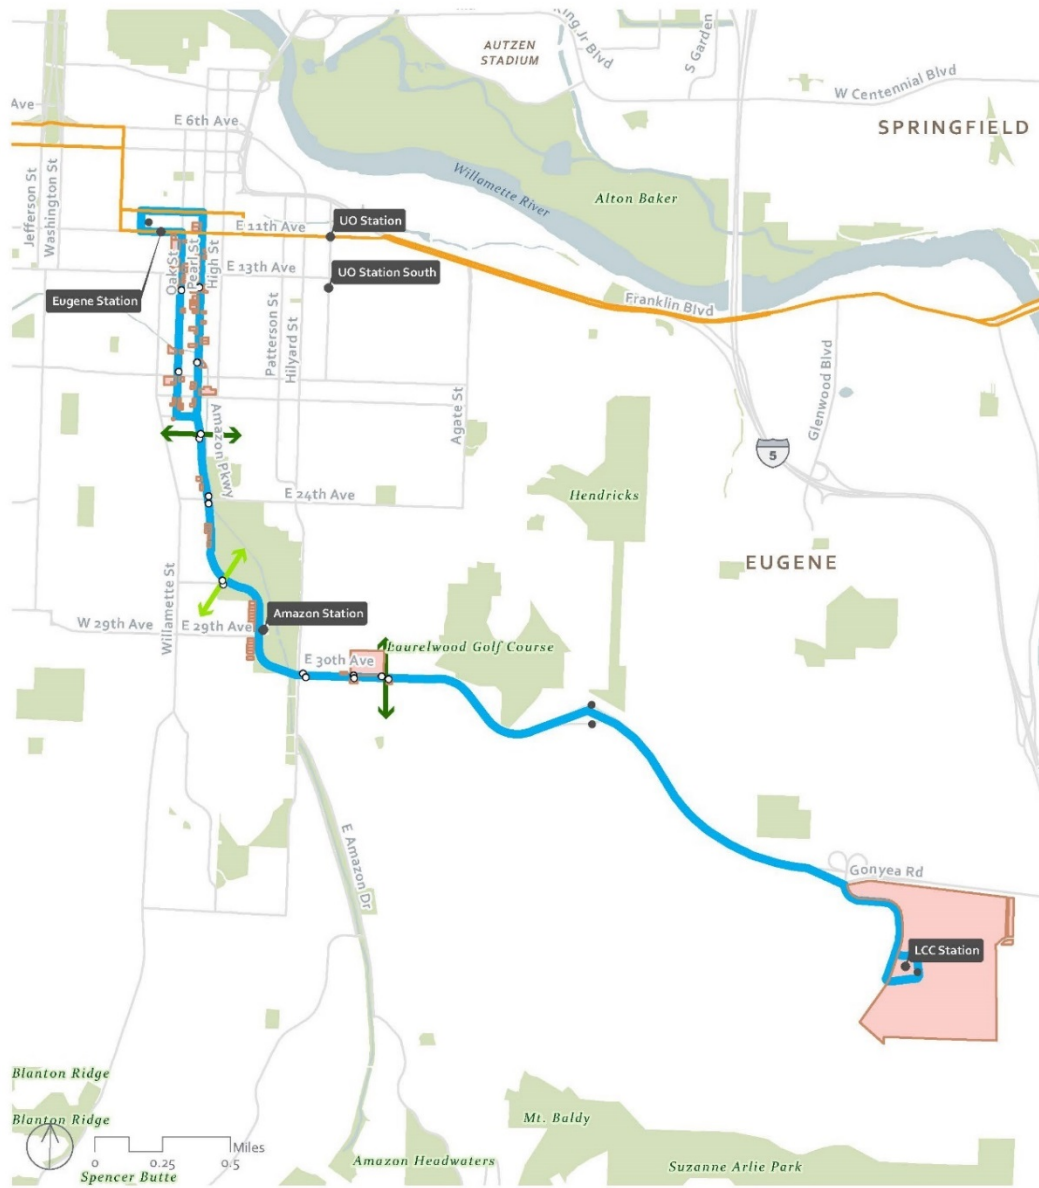 AUTZEN
STADIUM
King Jr Blvd
S Garden
W Centennial Blvd
SPRINGFIELD
Ave
E 6th Ave
Jefferson St
Washington St
Willamette River
Alton Baker
UO Station
E 11th Ave
Oak St
Pearl St
High St
E 13th Ave
UO Station South
Eugene Station
Franklin Blvd
Patterson St
Hilyard St
Agate St
Glenwood Blvd
Amazon Pkwy
5
E 24th Ave
Hendricks
EUGENE
Willamette St
Amazon Station
W 29th Ave
E 29th Ave
Laurelwood Golf Course
E 30th Ave
E Amazon Dr
Gonyea Rd
LCC Station
Blanton Ridge
Blanton Ridge
Mt. Baldy
Miles
0 0.25 0.5
Spencer Butte
Amazon Headwaters
Suzanne Arlie Park